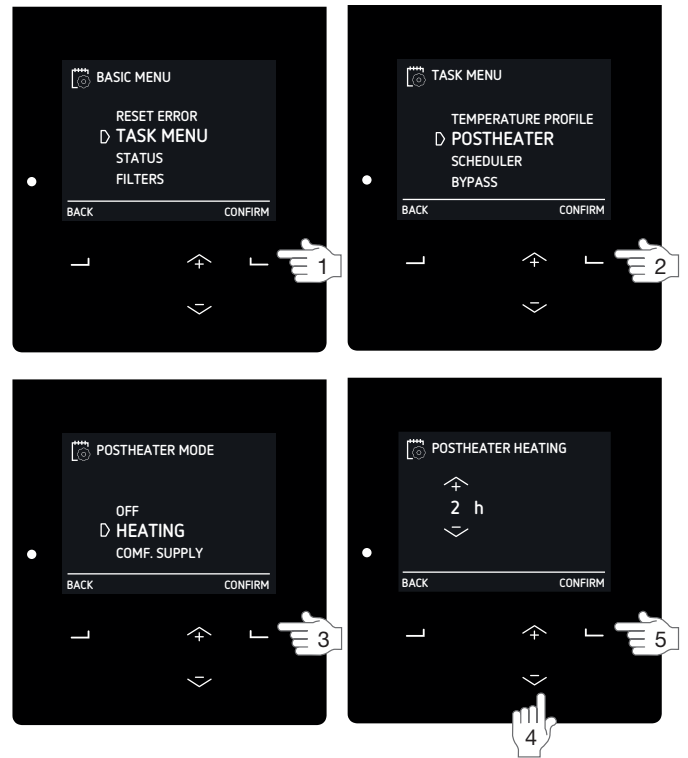 BASIC MENU
RESET ERROR
TASK MENU
STATUS
FILTERS
BACK CONFIRM
1
TASK MENU
TEMPERATURE PROFILE
POSTHEATER
SCHEDULER
BYPASS
BACK CONFIRM
2
POSTHEATER MODE
OFF
HEATING
COMF. SUPPLY
BACK CONFIRM
3
POSTHEATER HEATING
2 h
BACK CONFIRM
5
4